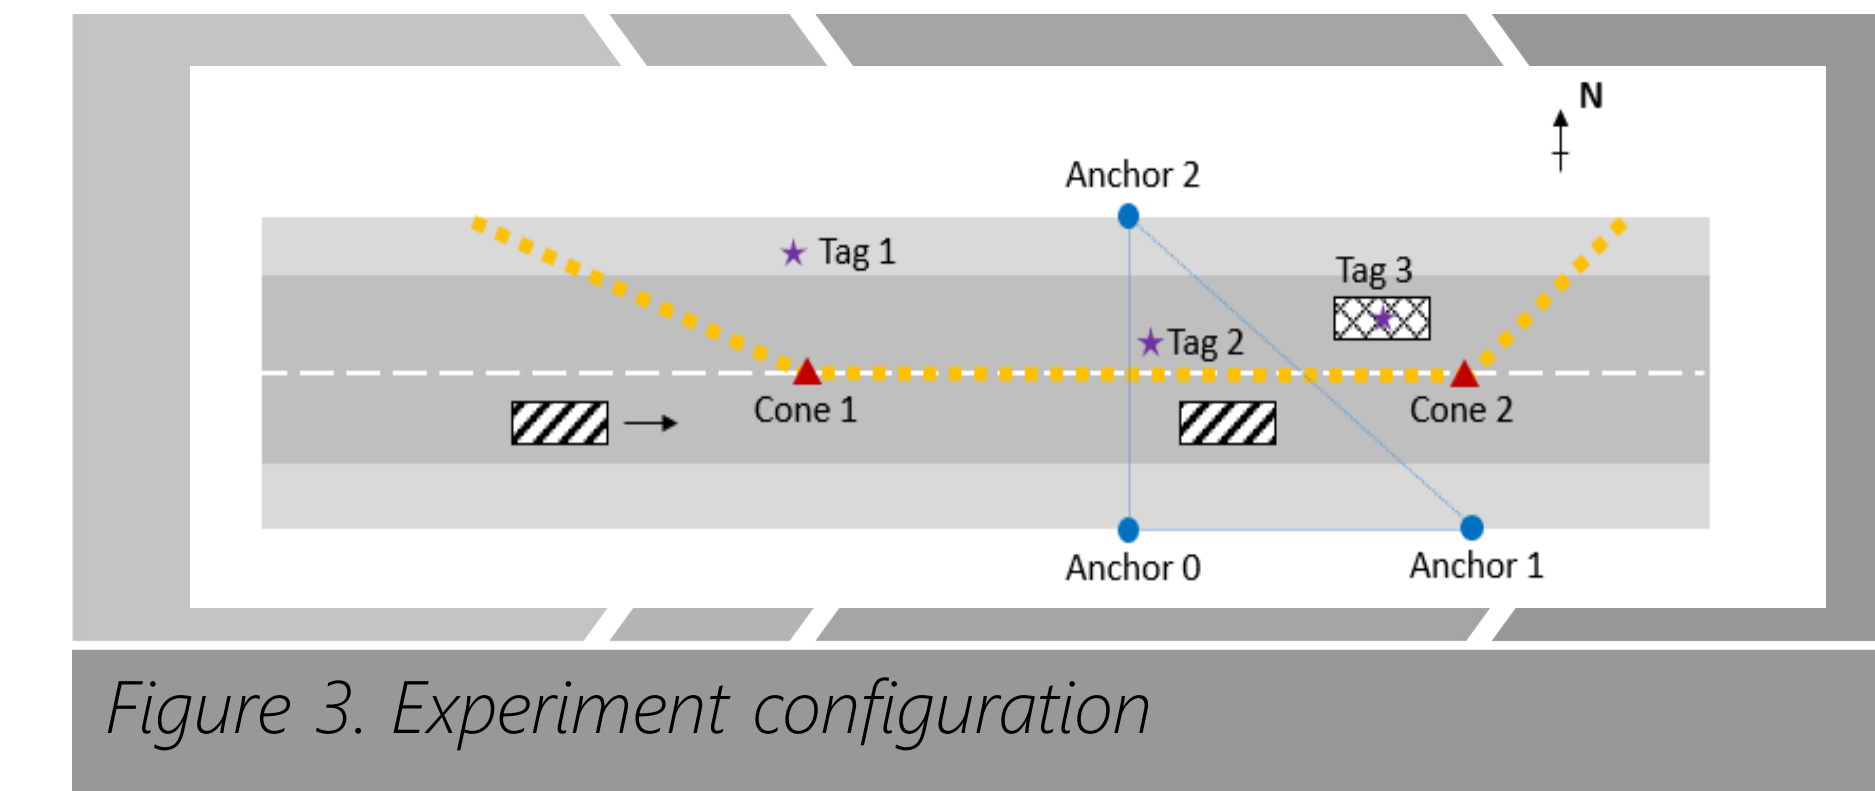 N
Anchor 2
Tag 1
Tag 3
Tag 2
Cone 1
Cone 2
Anchor 0
Anchor 1
Figure 3. Experiment configuration